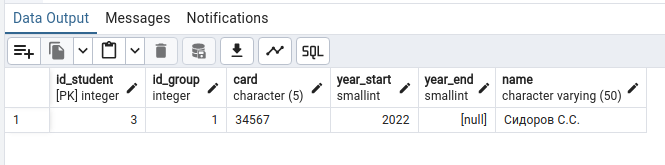 Data Output Messages Notifications
SQL
id_student id_group card year_start year_end name
[PK] integer integer character (5) smallint smallint character varying (50)
1 3 1 34567 2022 [null] Сидоров С.С.